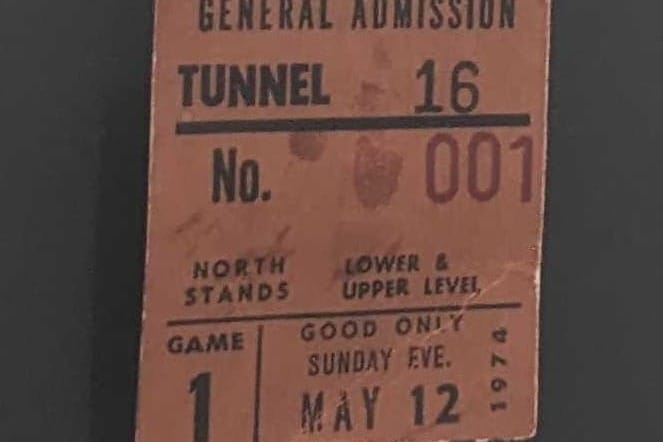 GENERAL ADMISSION
TUNNEL 16
No. 001
NORTH STANDS
LOWER & UPPER LEVEL
GAME 1
GOOD ONLY
SUNDAY EVE.
MAY 12
1974